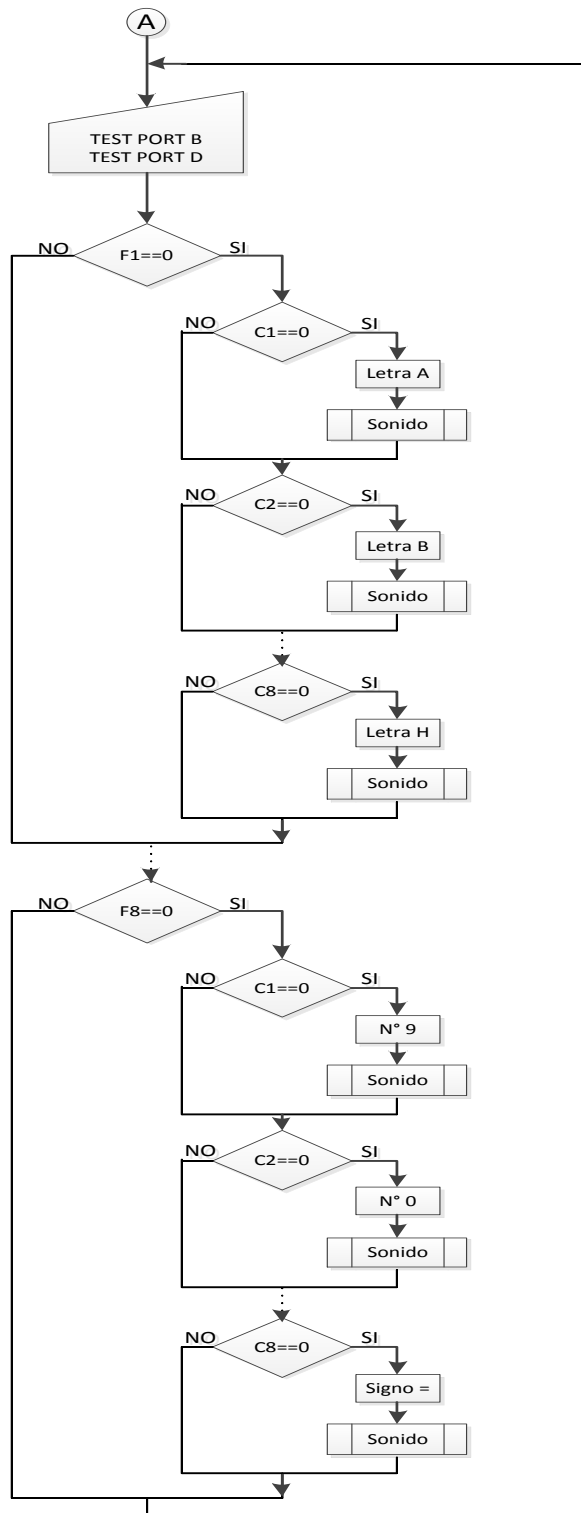 A
TEST PORT B
TEST PORT D
NO
F1==0
SI
NO
C1==0
SI
Letra A
Sonido
NO
C2==0
SI
Letra B
Sonido
NO
C8==0
SI
Letra H
Sonido
NO
F8==0
SI
NO
C1==0
SI
N° 9
Sonido
NO
C2==0
SI
N° 0
Sonido
NO
C8==0
SI
Signo =
Sonido